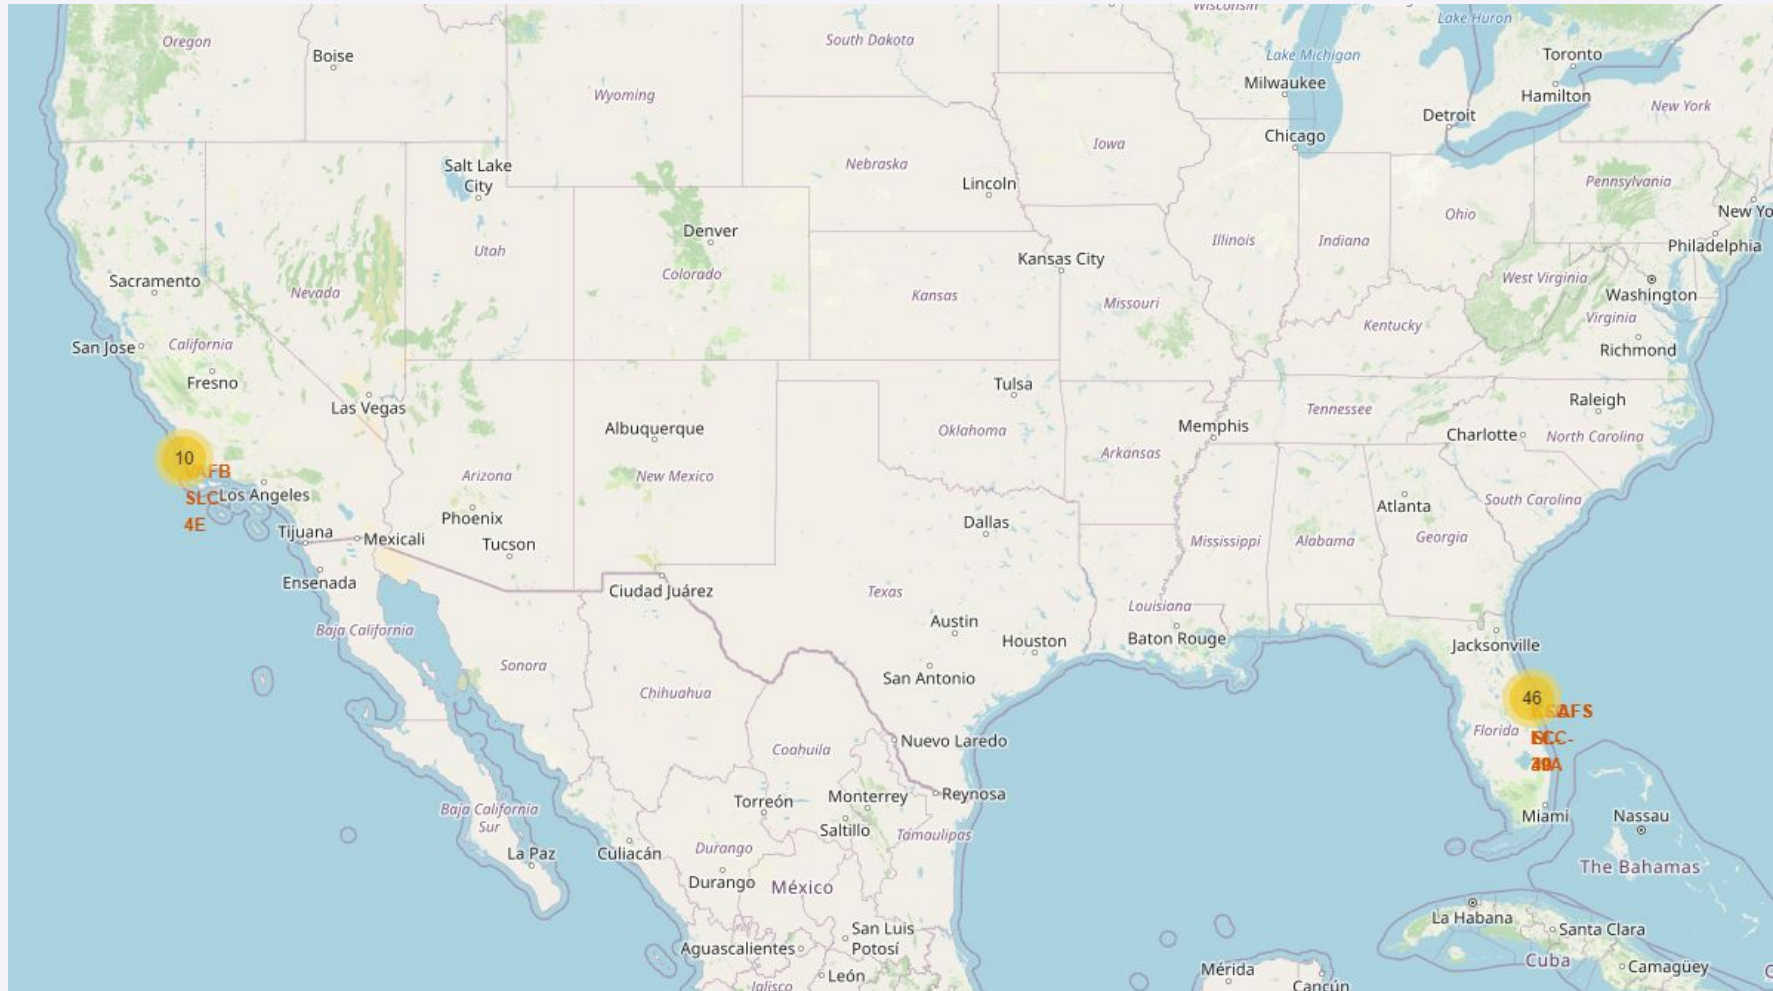 Wisconsin
Lake Huron
Oregon
South Dakota
Boise
Lake Michigan
Toronto
Milwaukee
Wyoming
Hamilton
New York
Detroit
Chicago
Iowa
Salt Lake
City
Nebraska
Lincoln
Pennsylvania
Ohio
New Yo
Denver
Utah
Illinois
Indiana
Philadelphia
Kansas City
Colorado
Sacramento
West Virginia
Nevada
Kansas
Missouri
Washington
Virginia
Kentucky
San Jose
California
Richmond
Fresno
Tulsa
Las Vegas
Raleigh
Tennessee
Albuquerque
Memphis
Oklahoma
Charlotte
North Carolina
Arkansas
10
VAFB
Arizona
New Mexico
SLC
Los Angeles
South Carolina
Atlanta
4E
Phoenix
Dallas
Tijuana
Mexicali
Tucson
Mississippi
Alabama
Georgia
Ensenada
Ciudad Juárez
Texas
Louisiana
Austin
Baja California
Houston
Baton Rouge
Jacksonville
Sonora
San Antonio
Chihuahua
46
Florida
Coahuila
Nuevo Laredo
Torreón
Monterrey
Reynosa
Baja California
Sur
Saltillo
Tamaulipas
Miami
Nassau
La Paz
Culiacán
Durango
The Bahamas
Durango
México
La Habana
San Luis
Potosí
Santa Clara
Aguascalientes
Cuba
León
Mérida
Camagüey
Jalisco
Cancún